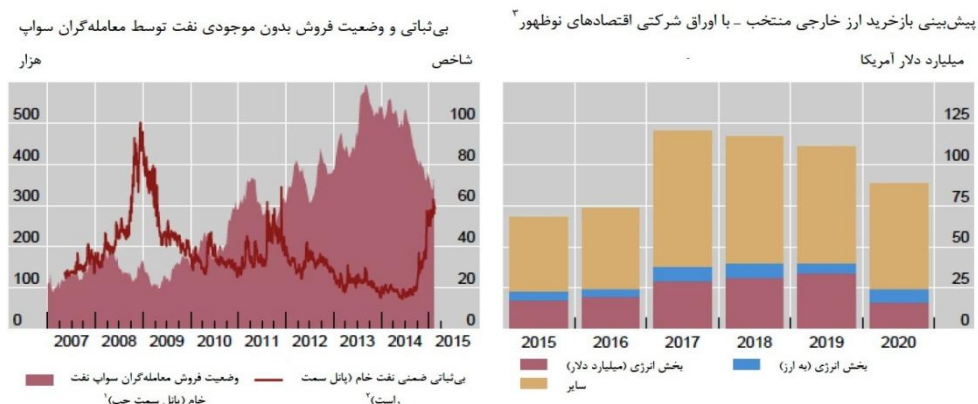 پیش‌بینی بازخرید ارز خارجی منتخب - با اوراق شرکتی اقتصادهای نوظهور۳
میلیارد دلار آمریکا
125
100
75
50
25
0
2015 2016 2017 2018 2019 2020
بخش انرژی (میلیارد دلار)
بخش انرژی (به ارز)
سایر
بی‌ثباتی و وضعیت فروش بدون موجودی نفت توسط معامله‌گران سواپ
هزار
شاخص
500 100
400 80
300 60
200 40
100 20
0 0
2007 2008 2009 2010 2011 2012 2013 2014 2015
وضعیت فروش معامله‌گران سواپ نفت
خام (پانل سمت چپ)۱
بی‌ثباتی ضمنی نفت خام (پانل سمت
راست)۲